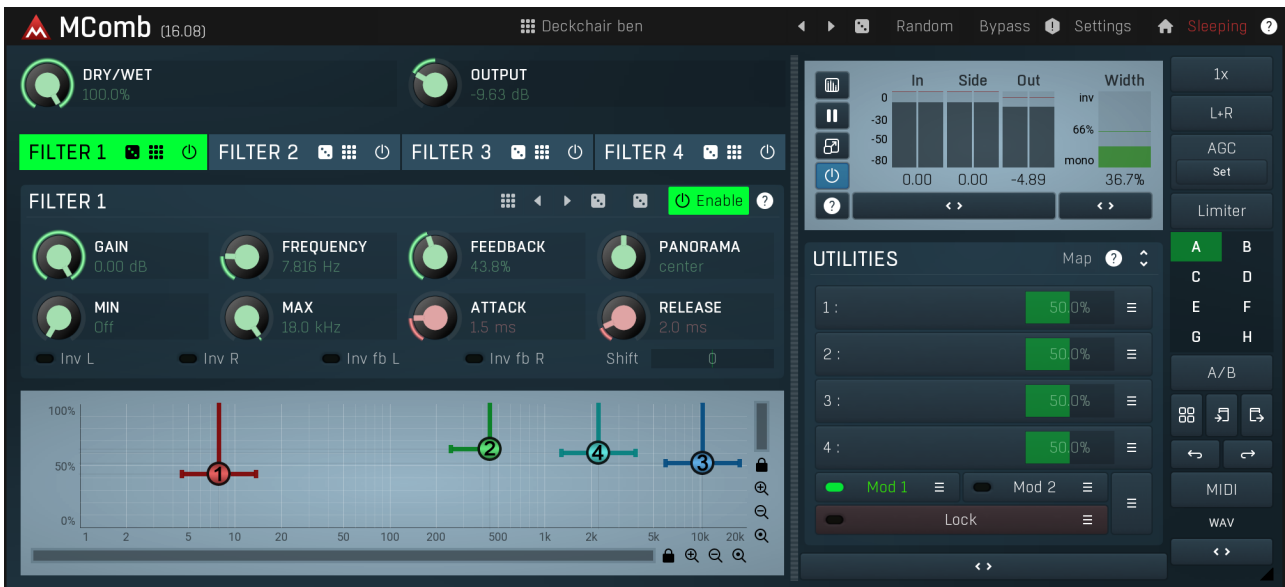 MComb (16.08) Deckchair ben Random Bypass Settings Sleeping ?
DRY/WET
100.0%
OUTPUT
-9.63 dB
FILTER 1 FILTER 2 FILTER 3 FILTER 4
FILTER 1 Enable ?
GAIN
0.00 dB
FREQUENCY
7.816 Hz
FEEDBACK
43.8%
PANORAMA
center
MIN
Off
MAX
18.0 kHz
ATTACK
1.5 ms
RELEASE
2.0 ms
Inv L Inv R Inv fb L Inv fb R Shift 0
100%
50%
0%
1 2 4 3
1 2 5 10 20 50 100 200 500 1k 2k 5k 10k 20k
In Side Out Width
0
-30
-50
-80
inv
66%
mono
0.00 0.00 -4.89 36.7%
?
UTILITIES Map ?
1: 50.0%
2: 50.0%
3: 50.0%
4: 50.0%
Mod 1 Mod 2
Lock
1x
L+R
AGC
Set
Limiter
A B
C D
E F
G H
A/B
MIDI
WAV